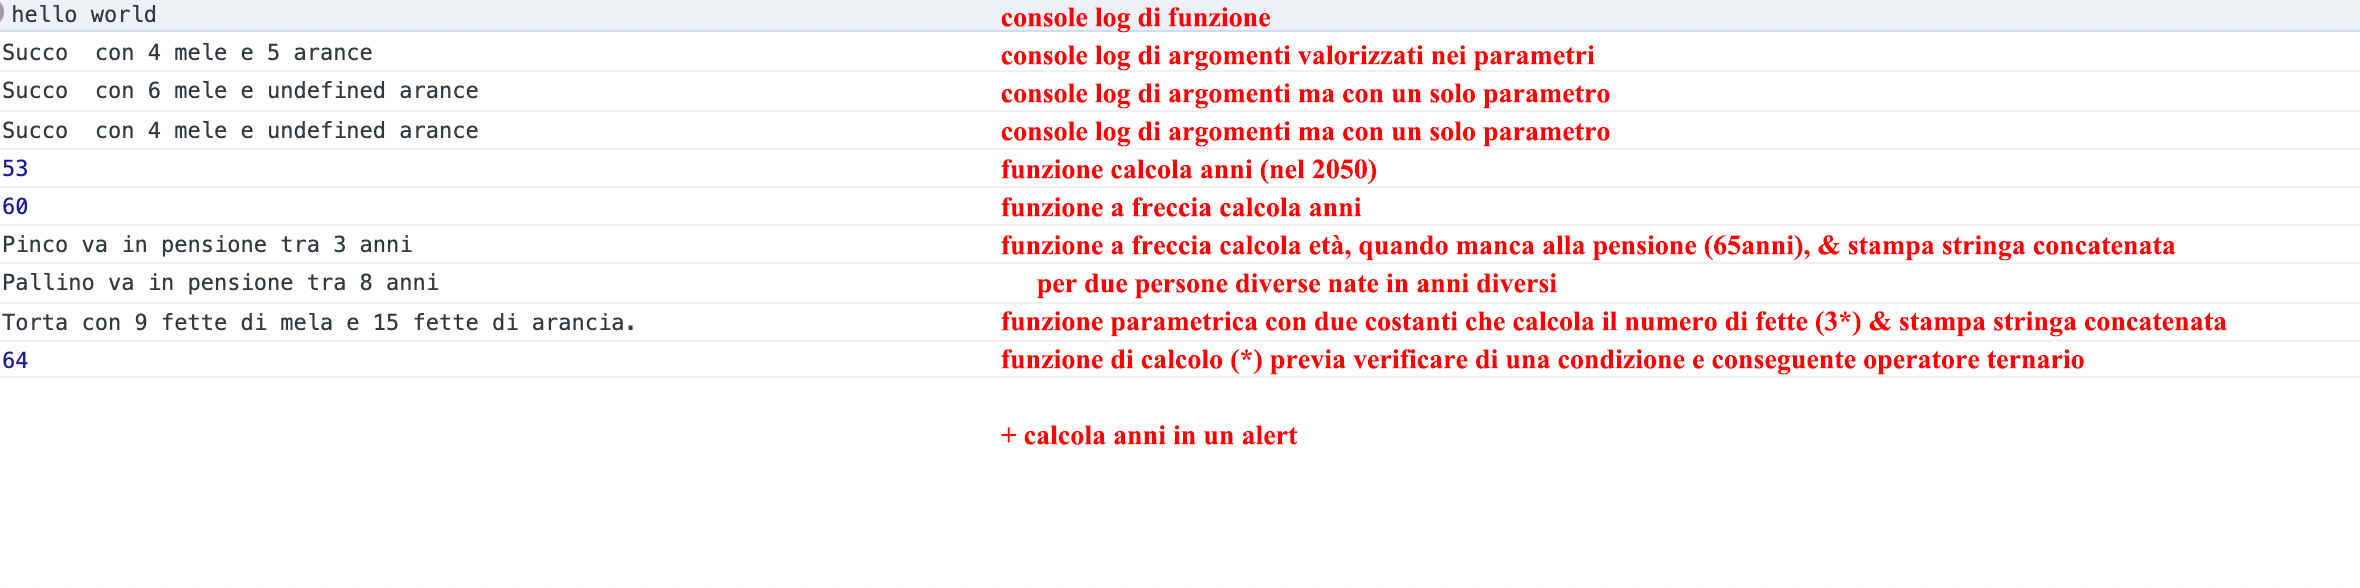 hello world console log di funzione
Succo  con 4 mele e 5 arance console log di argomenti valorizzati nei parametri
Succo  con 6 mele e undefined arance console log di argomenti ma con un solo parametro
Succo  con 4 mele e undefined arance console log di argomenti ma con un solo parametro
53 funzione calcola anni (nel 2050)
60 funzione a freccia calcola anni
Pinco va in pensione tra 3 anni funzione a freccia calcola età, quando manca alla pensione (65anni), & stampa stringa concatenata
Pallino va in pensione tra 8 anni per due persone diverse nate in anni diversi
Torta con 9 fette di mela e 15 fette di arancia. funzione parametrica con due costanti che calcola il numero di fette (3*) & stampa stringa concatenata
64 funzione di calcolo (*) previa verificare di una condizione e conseguente operatore ternario
+ calcola anni in un alert